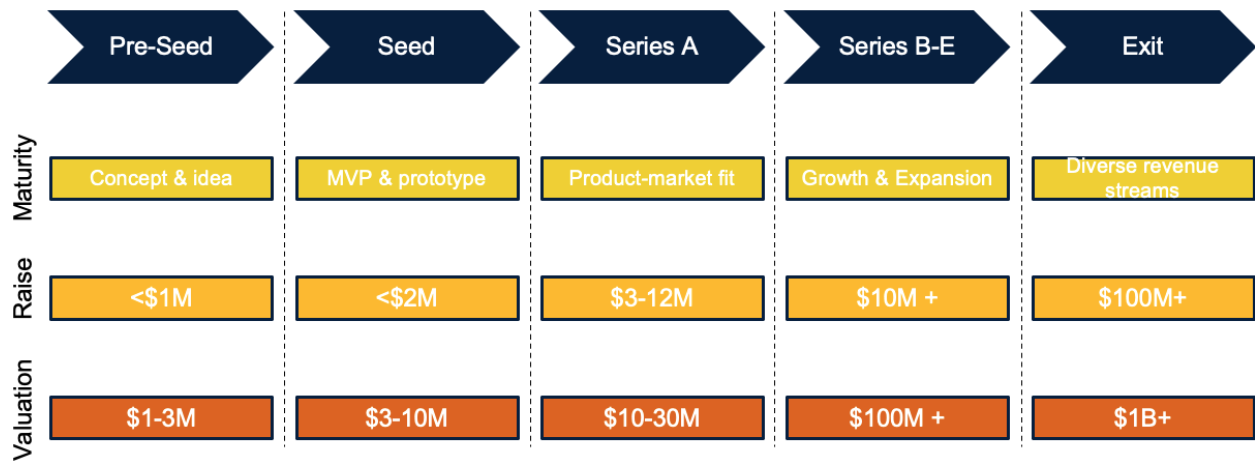 Pre-Seed
Seed
Series A
Series B-E
Exit
Maturity
Concept & idea
MVP & prototype
Product-market fit
Growth & Expansion
Diverse revenue
streams
Raise
<$1M
<$2M
$3-12M
$10M +
$100M+
Valuation
$1-3M
$3-10M
$10-30M
$100M +
$1B+